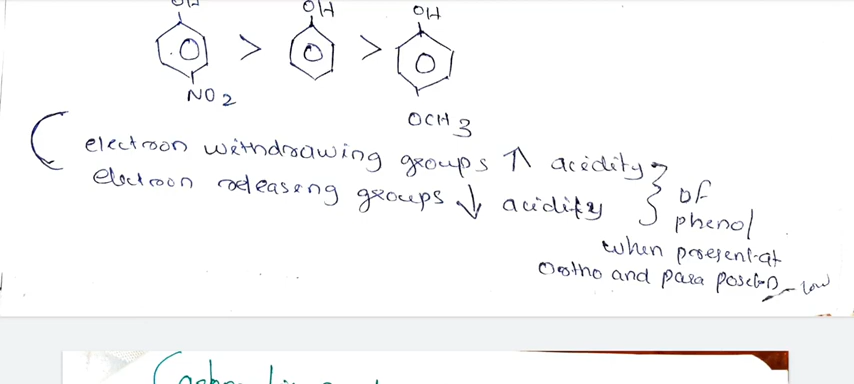 OH > OH > OH
NO2
OCH3
( electron withdrawing groups ↑ acidity } of
electron releasing groups ↓ acidity } phenol
when present at
ortho and para position